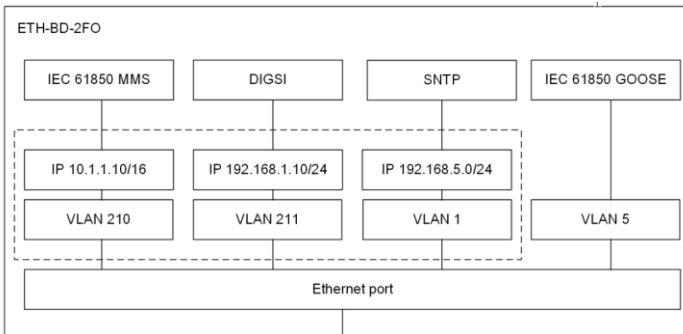 ETH-BD-2FO
IEC 61850 MMS
DIGSI
SNTP
IEC 61850 GOOSE
IP 10.1.1.10/16
IP 192.168.1.10/24
IP 192.168.5.0/24
VLAN 210
VLAN 211
VLAN 1
VLAN 5
Ethernet port